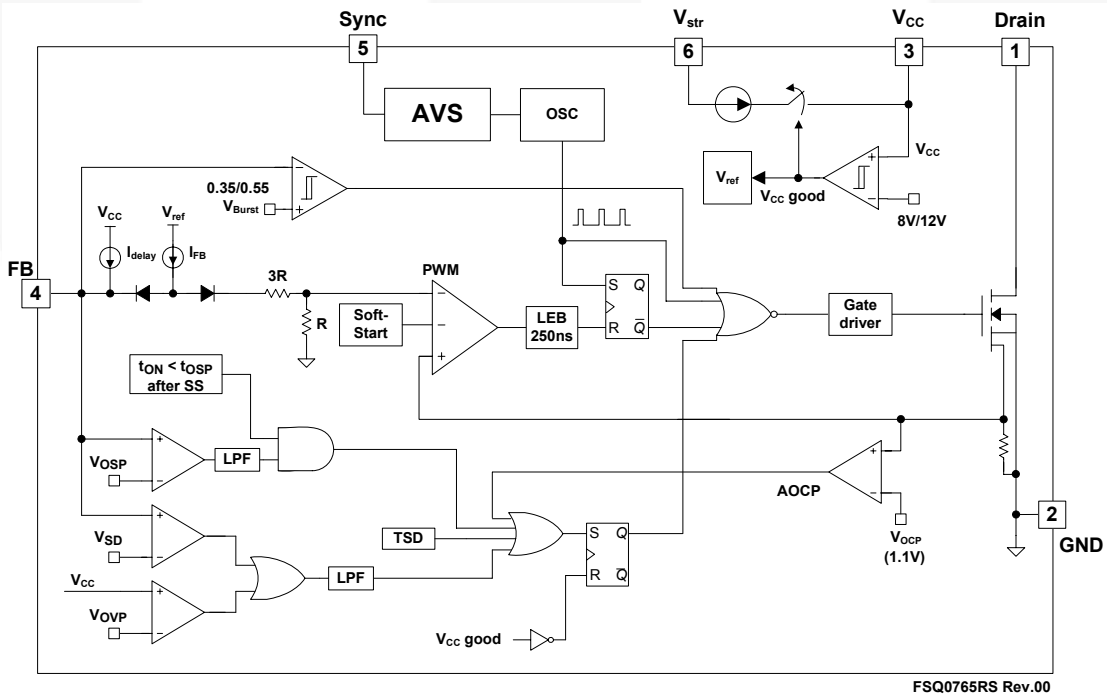 Sync
5
Vstr
6
VCC
3
Drain
1
AVS
OSC
VCC
Vref
VCC good
8V/12V
0.35/0.55
VBurst
VCC
Vref
Idelay
IFB
FB
4
3R
R
PWM
Soft-
Start
LEB
250ns
S Q
R Q
Gate
driver
tON < tOSP
after SS
VOSP
LPF
AOCP
VOCP
(1.1V)
2
GND
VSD
TSD
S Q
R Q
VCC
LPF
VOVP
VCC good
FSQ0765RS Rev.00